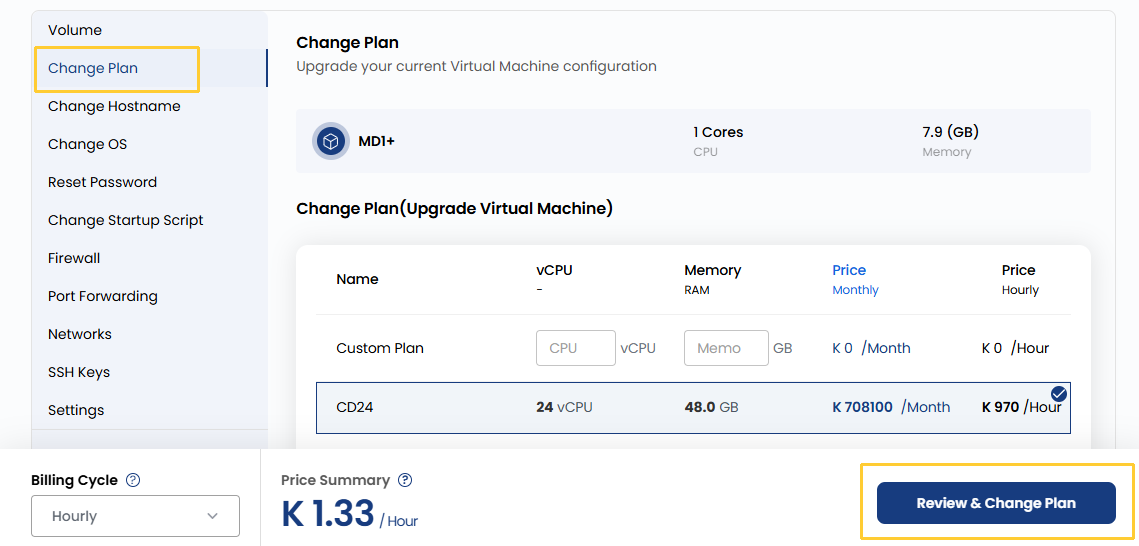 Volume
Change Plan
Change Hostname
Change OS
Reset Password
Change Startup Script
Firewall
Port Forwarding
Networks
SSH Keys
Settings
Change Plan
Upgrade your current Virtual Machine configuration
MD1+
1 Cores
CPU
7.9 (GB)
Memory
Change Plan(Upgrade Virtual Machine)
Name vCPU Memory Price Price
- RAM Monthly Hourly
Custom Plan CPU vCPU Memo GB K 0 /Month K 0 /Hour
CD24 24 vCPU 48.0 GB K 708100 /Month K 970 /Hour
Billing Cycle ?
Hourly
Price Summary ?
K 1.33 / Hour
Review & Change Plan